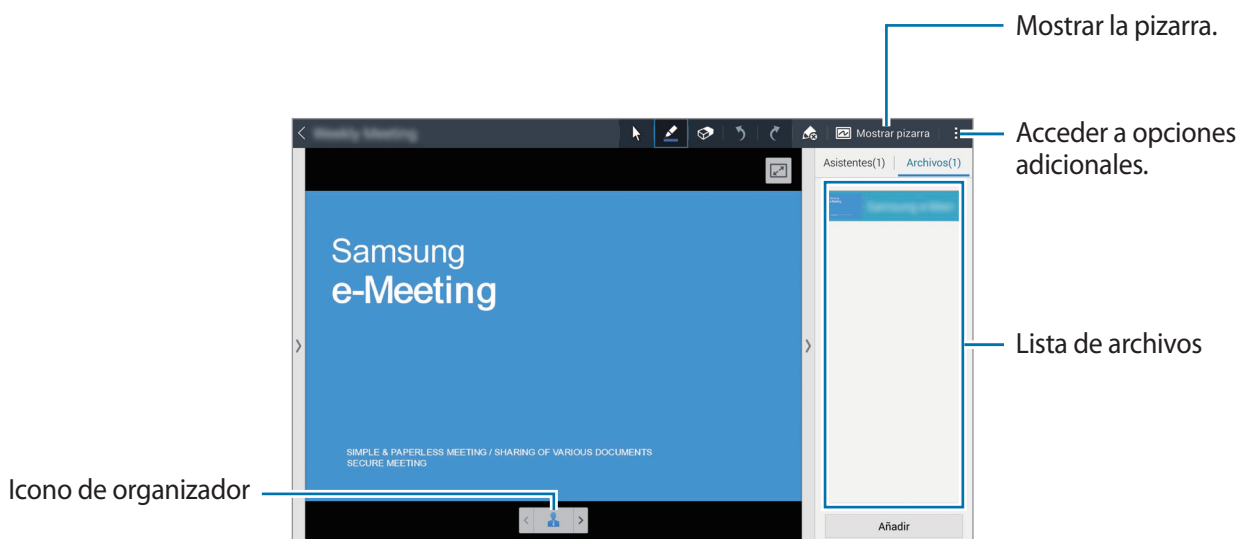 Mostrar la pizarra.
Mostrar pizarra
Acceder a opciones
adicionales.
Asistentes(1)
Archivos(1)
Samsung
e-Meeting
Lista de archivos
SIMPLE & PAPERLESS MEETING / SHARING OF VARIOUS DOCUMENTS
SECURE MEETING
Icono de organizador
Añadir